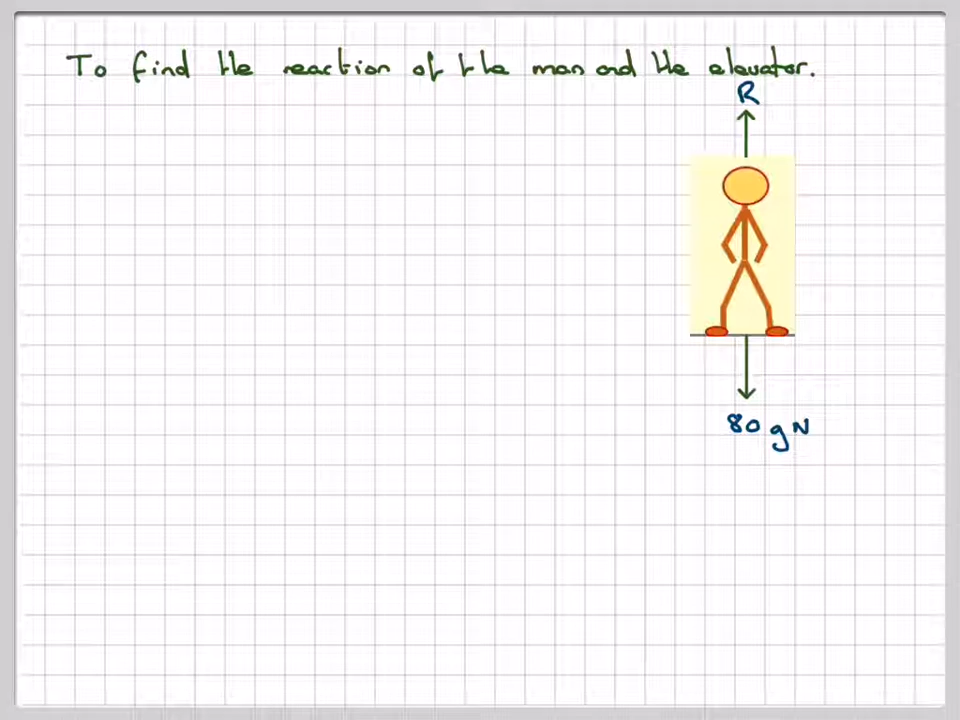 To find the reaction of the man and the elevator.
R
80 g N